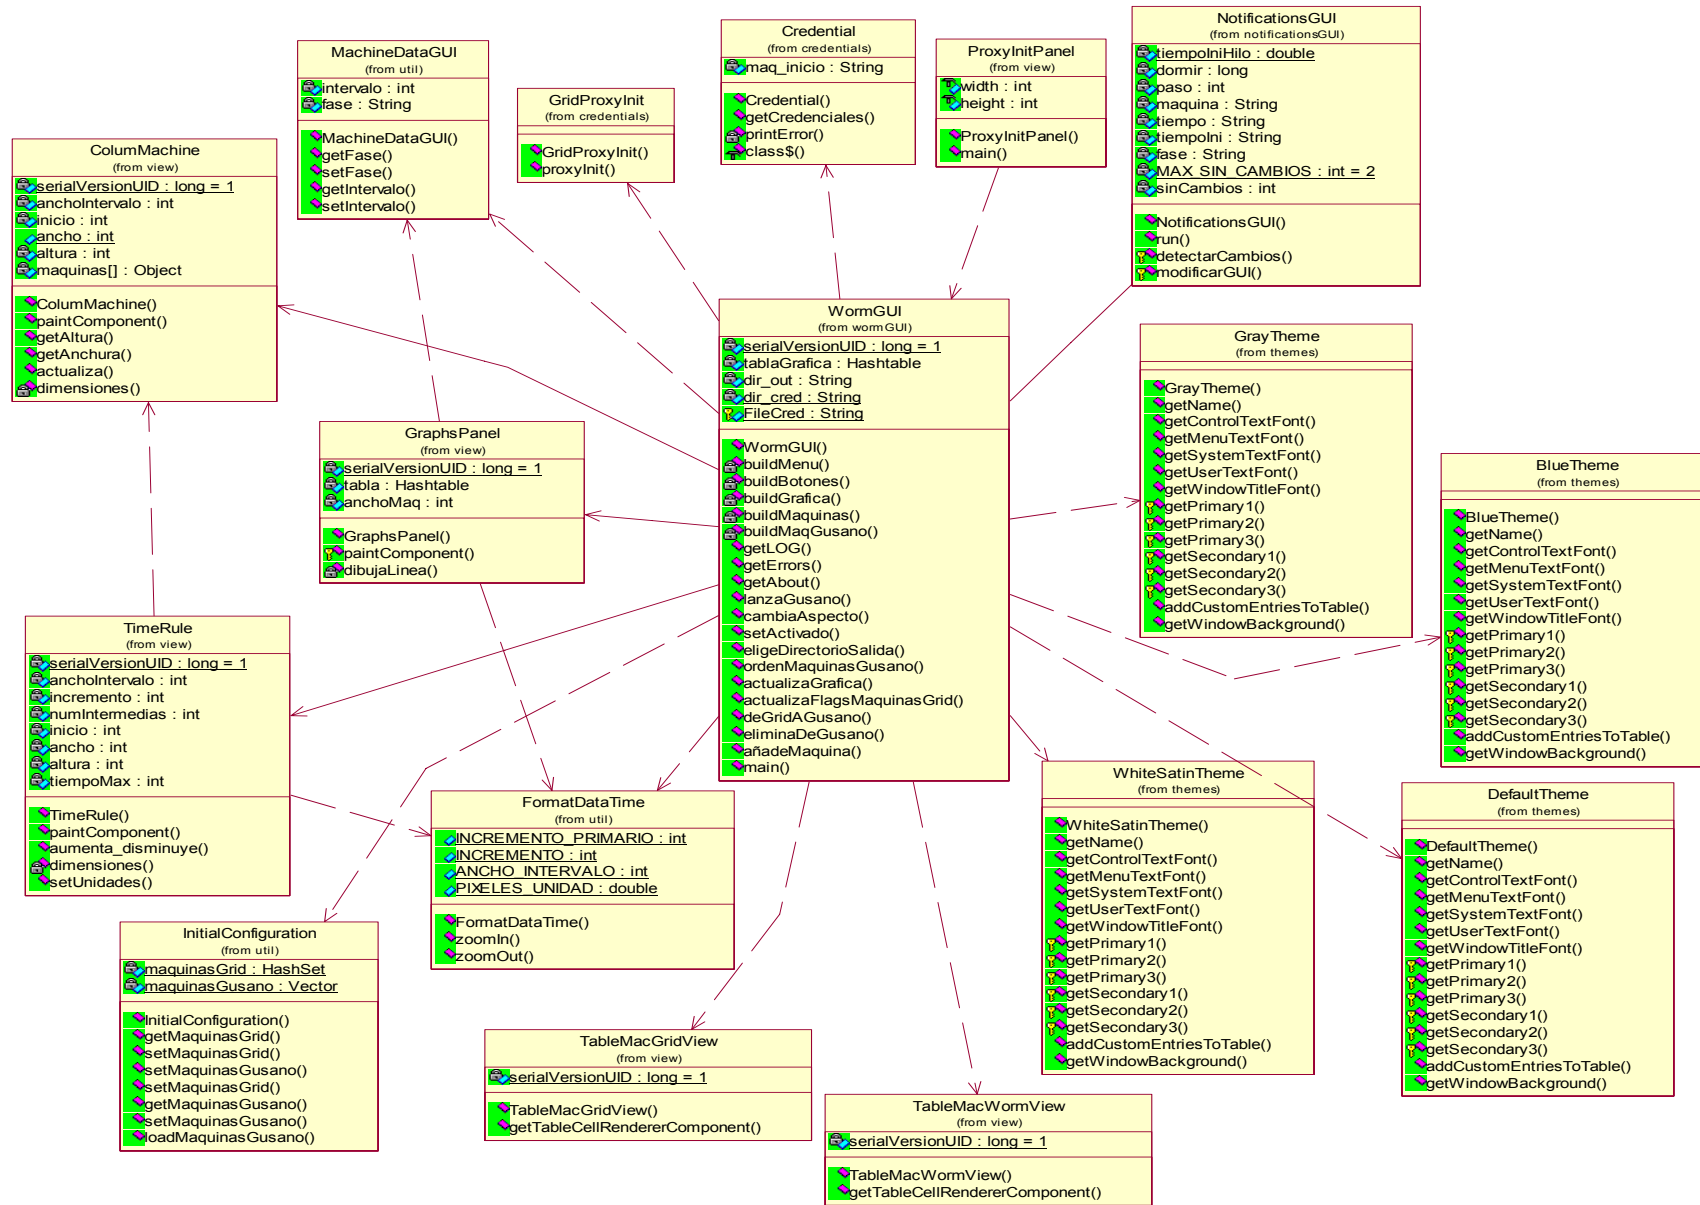 MachineDataGUI
(from util)
intervalo : int
fase : String
MachineDataGUI()
getFase()
setFase()
getIntervalo()
setIntervalo()
GridProxyInit
(from credentials)
GridProxyInit()
proxyInit()
Credential
(from credentials)
maq_inicio : String
Credential()
getCredenciales()
printError()
class$()
ProxyInitPanel
(from view)
width : int
height : int
ProxyInitPanel()
main()
NotificationsGUI
(from notificationsGUI)
tiempoIniHilo : double
dormir : long
paso : int
maquina : String
tiempo : String
tiempoIni : String
fase : String
MAX_SIN_CAMBIOS : int = 2
sinCambios : int
NotificationsGUI()
run()
detectarCambios()
modificarGUI()
ColumMachine
(from view)
serialVersionUID : long = 1
anchoIntervalo : int
inicio : int
ancho : int
altura : int
maquinas[] : Object
ColumMachine()
paintComponent()
getAltura()
getAnchura()
actualiza()
dimensiones()
WormGUI
(from wormGUI)
serialVersionUID : long = 1
tablaGrafica : Hashtable
dir_out : String
dir_cred : String
FileCred : String
WormGUI()
buildMenu()
buildBotones()
buildGrafica()
buildMaquinas()
buildMaqGusano()
getLOG()
getErrors()
getAbout()
lanzaGusano()
cambiaAspecto()
setActivado()
eligeDirectorioSalida()
ordenMaquinasGusano()
actualizaGrafica()
actualizaFlagsMaquinasGrid()
deGridAGusano()
eliminaDeGusano()
añadeMaquina()
main()
GrayTheme
(from themes)
GrayTheme()
getName()
getControlTextFont()
getMenuTextFont()
getSystemTextFont()
getUserTextFont()
getWindowTitleFont()
getPrimary1()
getPrimary2()
getPrimary3()
getSecondary1()
getSecondary2()
getSecondary3()
addCustomEntriesToTable()
getWindowBackground()
GraphsPanel
(from view)
serialVersionUID : long = 1
tabla : Hashtable
anchoMaq : int
GraphsPanel()
paintComponent()
dibujaLinea()
BlueTheme
(from themes)
BlueTheme()
getName()
getControlTextFont()
getMenuTextFont()
getSystemTextFont()
getUserTextFont()
getWindowTitleFont()
getPrimary1()
getPrimary2()
getPrimary3()
getSecondary1()
getSecondary2()
getSecondary3()
addCustomEntriesToTable()
getWindowBackground()
TimeRule
(from view)
serialVersionUID : long = 1
anchoIntervalo : int
incremento : int
numIntermedias : int
inicio : int
ancho : int
altura : int
tiempoMax : int
TimeRule()
paintComponent()
aumenta_disminuye()
dimensiones()
setUnidades()
FormatDataTime
(from util)
INCREMENTO_PRIMARIO : int
INCREMENTO : int
ANCHO_INTERVALO : int
PIXELES_UNIDAD : double
FormatDataTime()
zoomIn()
zoomOut()
WhiteSatinTheme
(from themes)
WhiteSatinTheme()
getName()
getControlTextFont()
getMenuTextFont()
getSystemTextFont()
getUserTextFont()
getWindowTitleFont()
getPrimary1()
getPrimary2()
getPrimary3()
getSecondary1()
getSecondary2()
getSecondary3()
addCustomEntriesToTable()
getWindowBackground()
DefaultTheme
(from themes)
DefaultTheme()
getName()
getControlTextFont()
getMenuTextFont()
getSystemTextFont()
getUserTextFont()
getWindowTitleFont()
getPrimary1()
getPrimary2()
getPrimary3()
getSecondary1()
getSecondary2()
getSecondary3()
addCustomEntriesToTable()
getWindowBackground()
InitialConfiguration
(from util)
maquinasGrid : HashSet
maquinasGusano : Vector
InitialConfiguration()
getMaquinasGrid()
setMaquinasGrid()
setMaquinasGusano()
setMaquinasGrid()
getMaquinasGusano()
setMaquinasGusano()
loadMaquinasGusano()
TableMacGridView
(from view)
serialVersionUID : long = 1
TableMacGridView()
getTableCellRendererComponent()
TableMacWormView
(from view)
serialVersionUID : long = 1
TableMacWormView()
getTableCellRendererComponent()